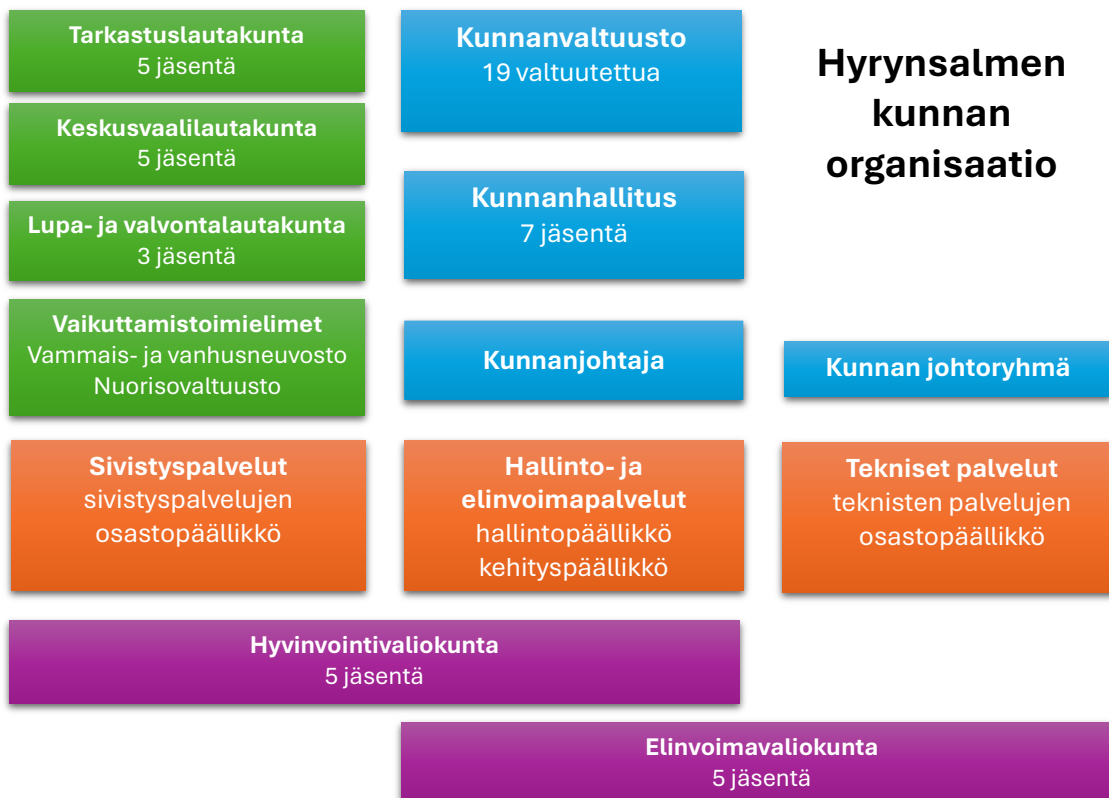 Tarkastuslautakunta
5 jäsentä
Kunnanvaltuusto
19 valtuutettua
Hyrynsalmen
kunnan
organisaatio
Keskusvaalilautakunta
5 jäsentä
Kunnanhallitus
7 jäsentä
Lupa- ja valvontalautakunta
3 jäsentä
Vaikuttamistoimielimet
Vammais- ja vanhusneuvosto
Nuorisovaltuusto
Kunnanjohtaja
Kunnan johtoryhmä
Sivistyspalvelut
sivistyspalvelujen
osastopäällikkö
Hallinto- ja
elinvoimapalvelut
hallintopäällikkö
kehityspäällikkö
Tekniset palvelut
teknisten palvelujen
osastopäällikkö
Hyvinvointivaliokunta
5 jäsentä
Elinvoimavaliokunta
5 jäsentä